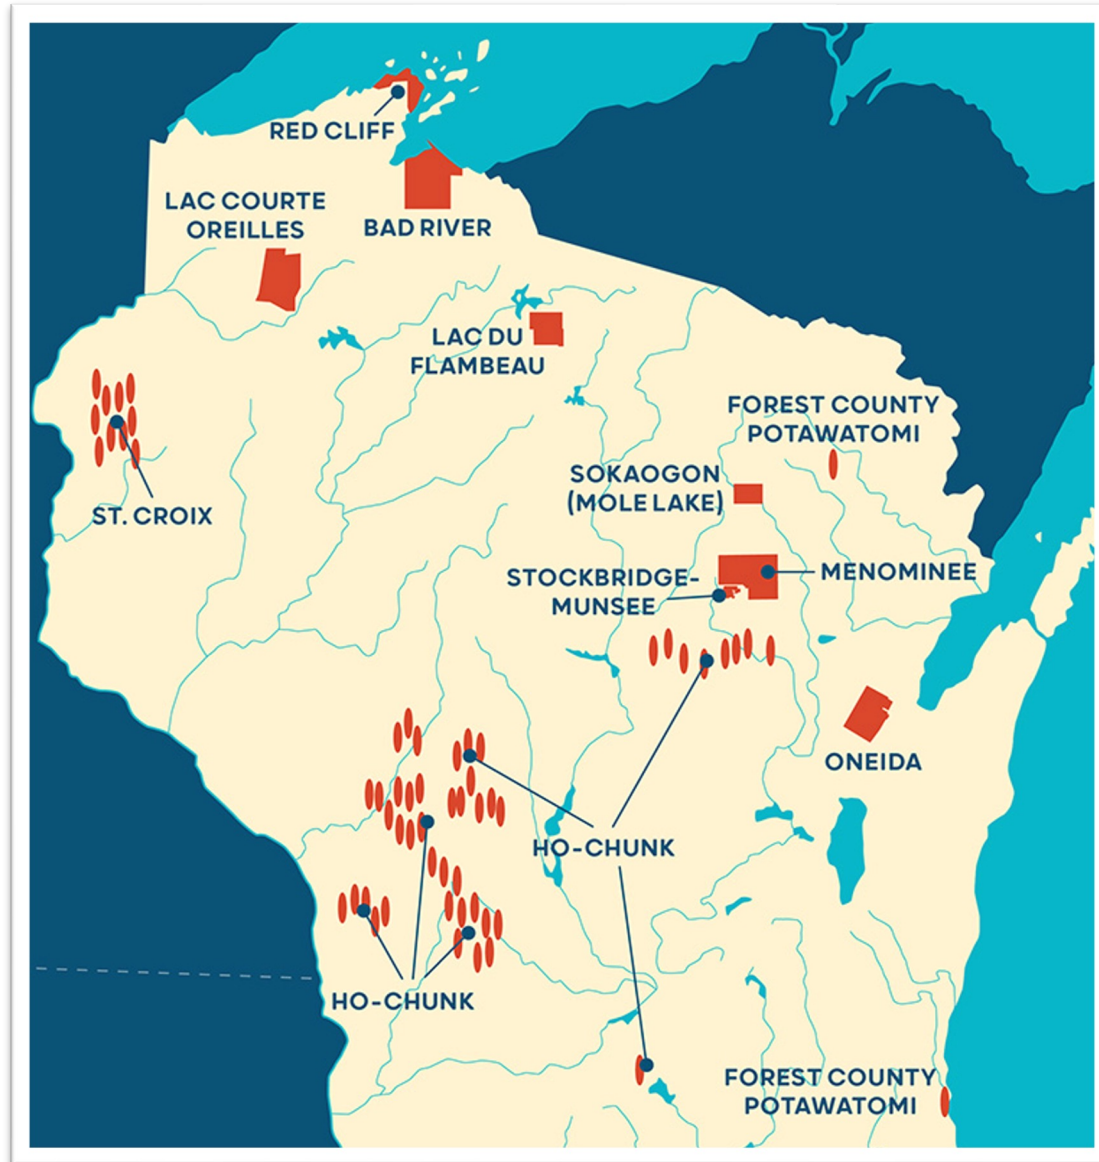 RED CLIFF
LAC COURTE
OREILLES
BAD RIVER
LAC DU
FLAMBEAU
FOREST COUNTY
POTAWATOMI
SOKAOGON
(MOLE LAKE)
ST. CROIX
STOCKBRIDGE-
MUNSEE
MENOMINEE
ONEIDA
HO-CHUNK
HO-CHUNK
FOREST COUNTY
POTAWATOMI